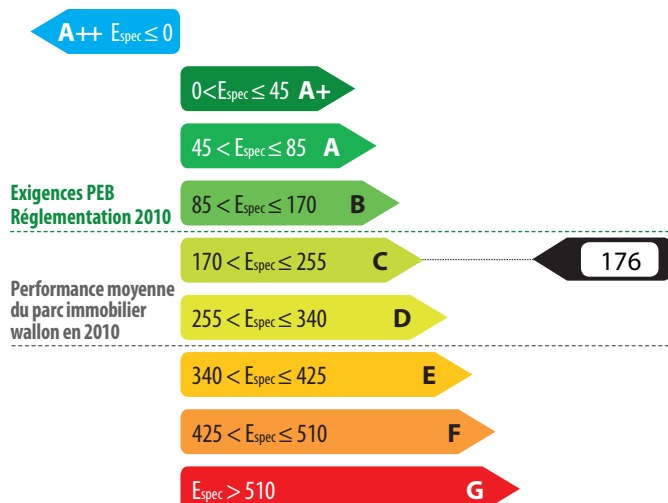 A++ Espec ≤ 0
0<Espec ≤ 45 A+
45 < Espec ≤ 85 A
Exigences PEB
Réglementation 2010
85 < Espec ≤ 170 B
170 < Espec ≤ 255 C
176
Performance moyenne
du parc immobilier
wallon en 2010
255 < Espec ≤ 340 D
340 < Espec ≤ 425 E
425 < Espec ≤ 510 F
Espec > 510 G